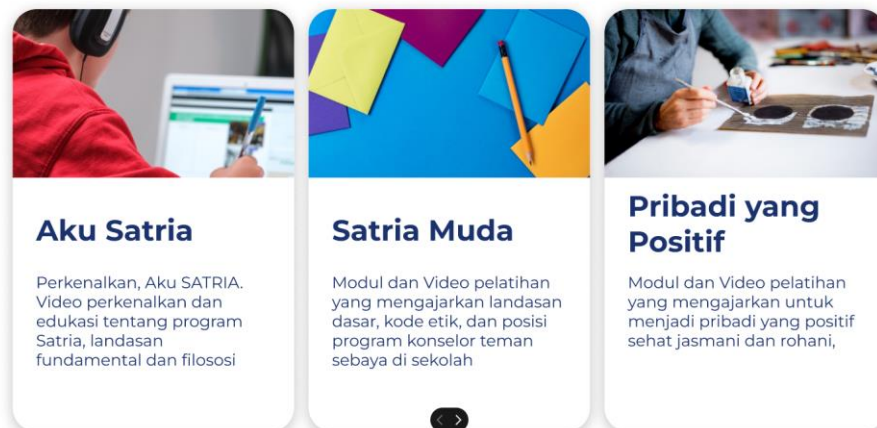 Aku Satria
Perkenalkan, Aku SATRIA.
Video perkenalkan dan
edukasi tentang program
Satria, landasan
fundamental dan filososi
Satria Muda
Modul dan Video pelatihan
yang mengajarkan landasan
dasar, kode etik, dan posisi
program konselor teman
sebaya di sekolah
Pribadi yang
Positif
Modul dan Video pelatihan
yang mengajarkan untuk
menjadi pribadi yang positif
sehat jasmani dan rohani,